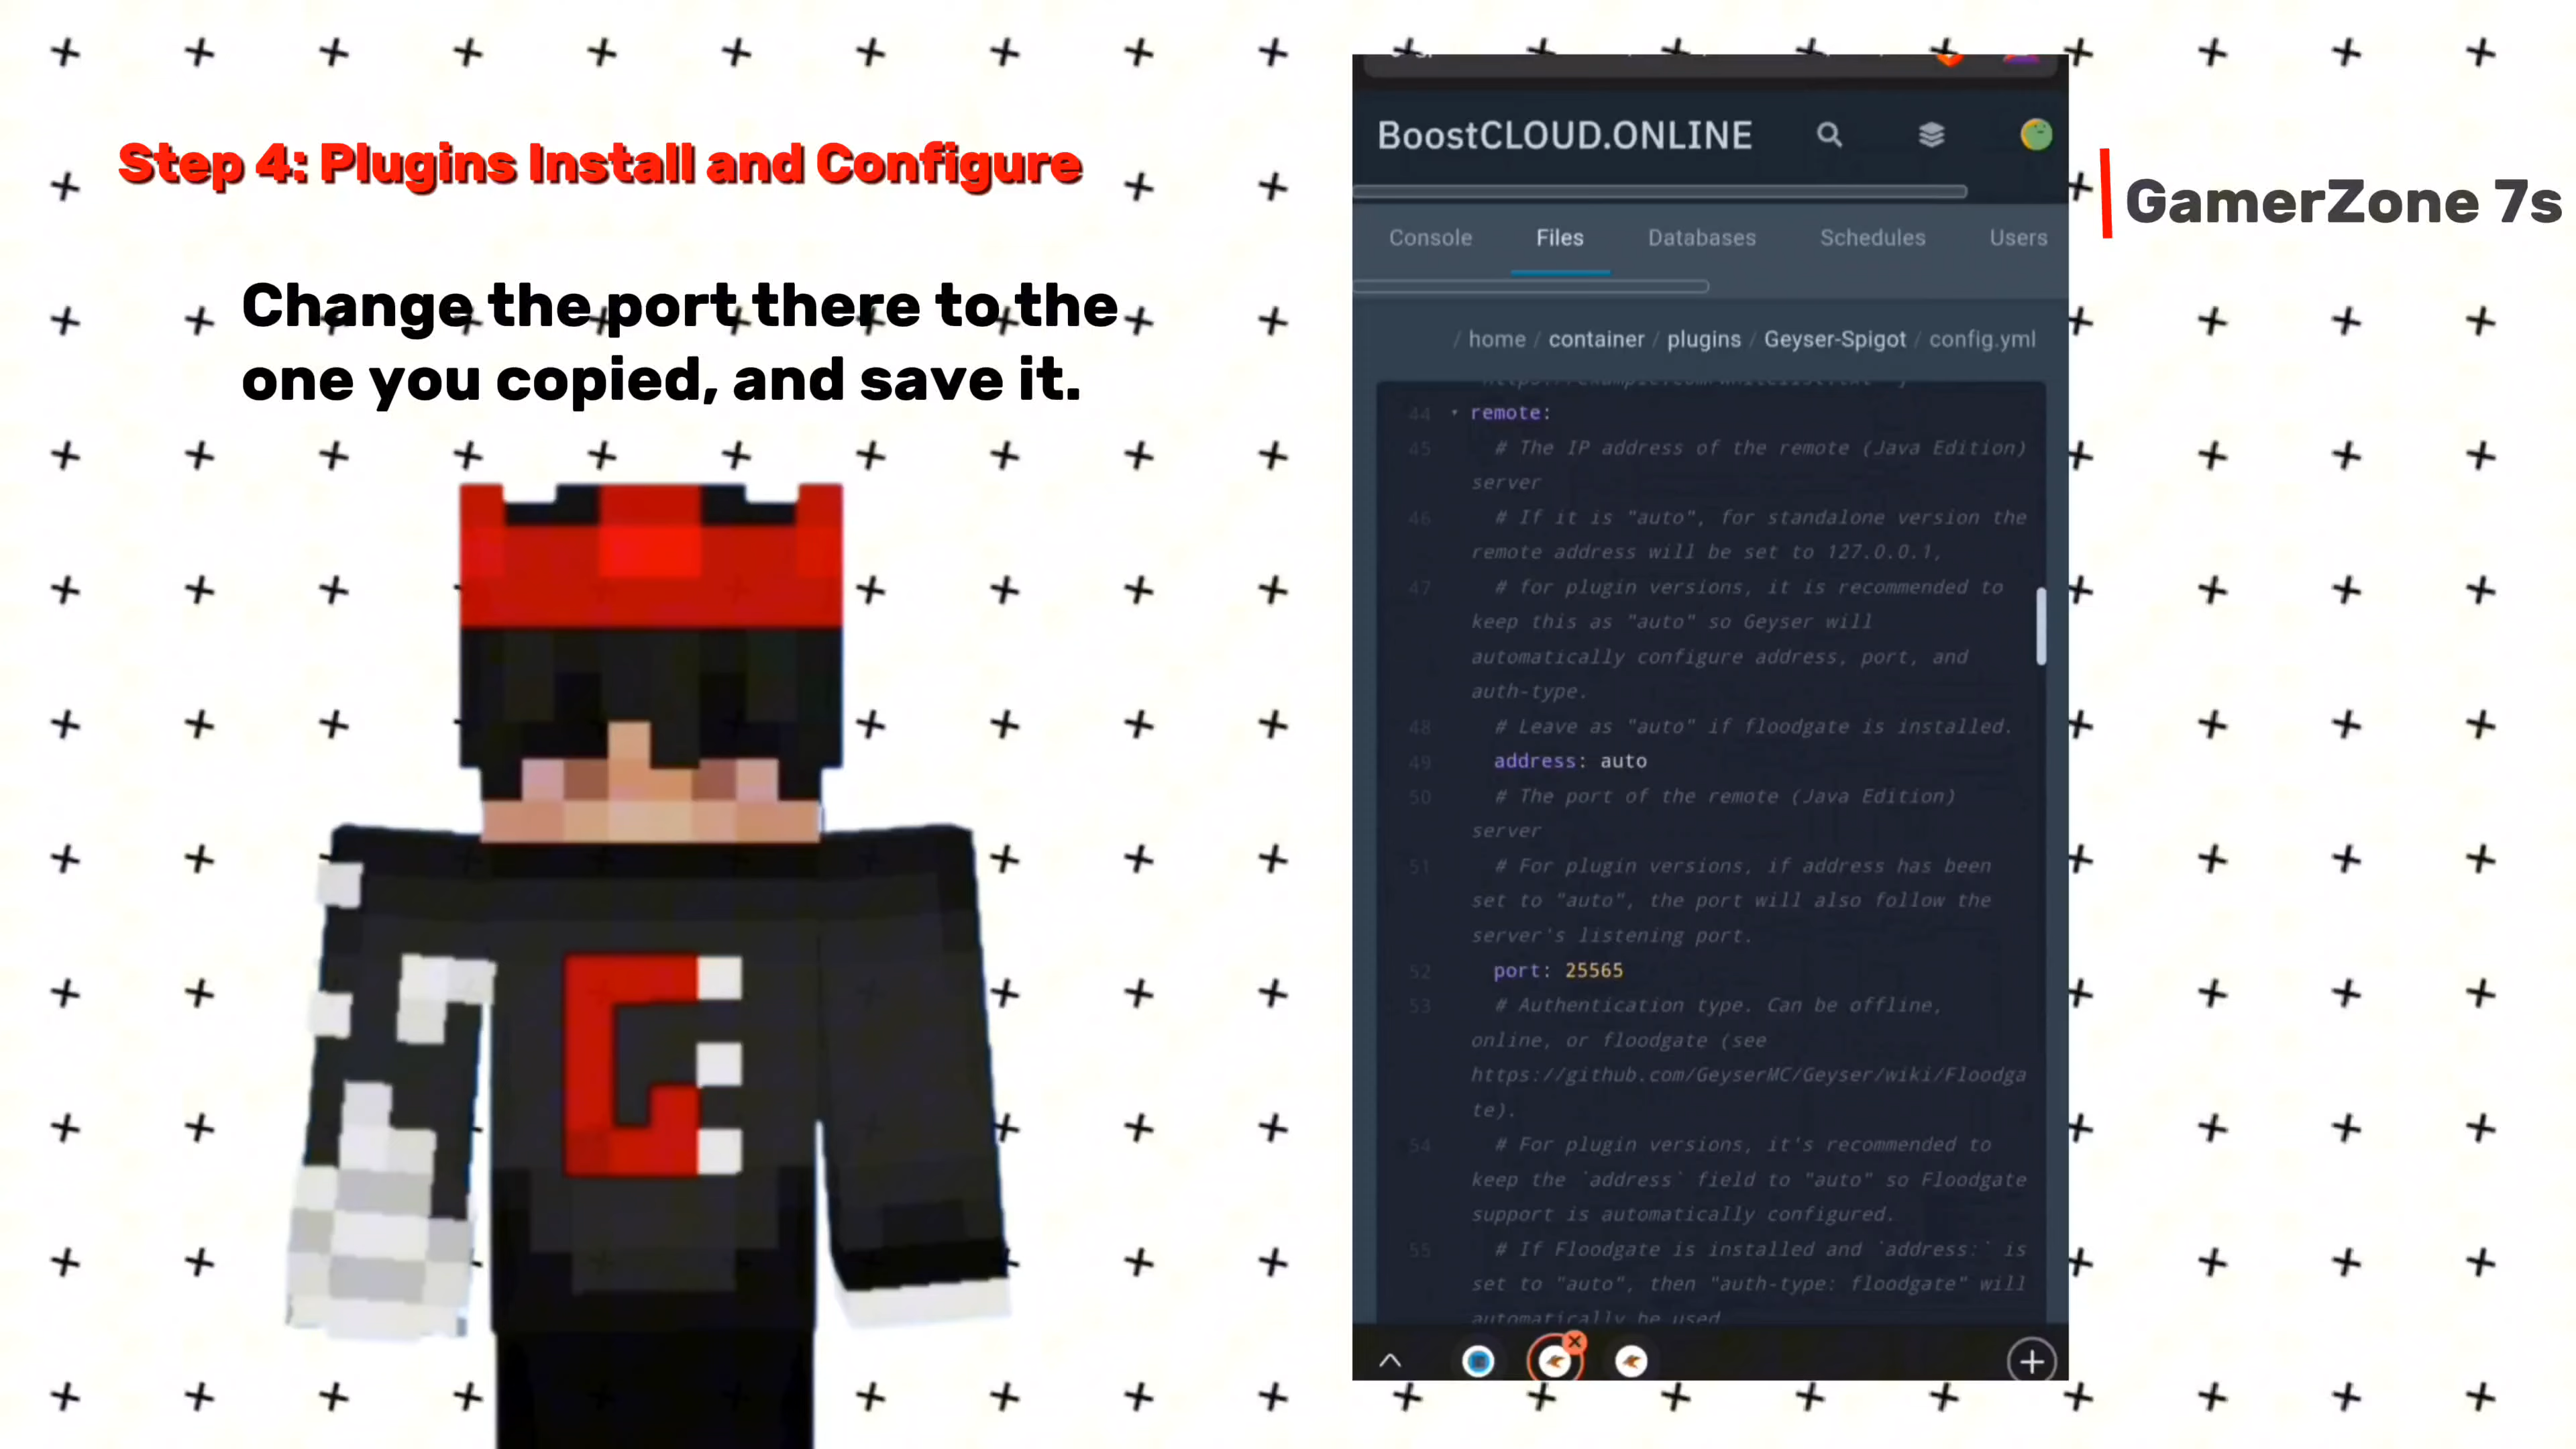 Step 4: Plugins Install and Configure
Change the port there to the
one you copied, and save it.
GamerZone 7s
BoostCLOUD.ONLINE
Console Files Databases Schedules Users
/ home / container / plugins / Geyser-Spigot / config.yml
44 remote:
45 # The IP address of the remote (Java Edition)
server
46 # If it is "auto", for standalone version the
remote address will be set to 127.0.0.1,
47 # for plugin versions, it is recommended to
keep this as "auto" so Geyser will
automatically configure address, port, and
auth-type.
48 # Leave as "auto" if floodgate is installed.
49 address: auto
50 # The port of the remote (Java Edition)
server
51 # For plugin versions, if address has been
set to "auto", the port will also follow the
server's listening port.
52 port: 25565
53 # Authentication type. Can be offline,
online, or floodgate (see
https://github.com/GeyserMC/Geyser/wiki/Floodga
te).
54 # For plugin versions, it's recommended to
keep the `address` field to "auto" so Floodgate
support is automatically configured.
55 # If Floodgate is installed and `address:` is
set to "auto", then "auth-type: floodgate" will
automatically be used